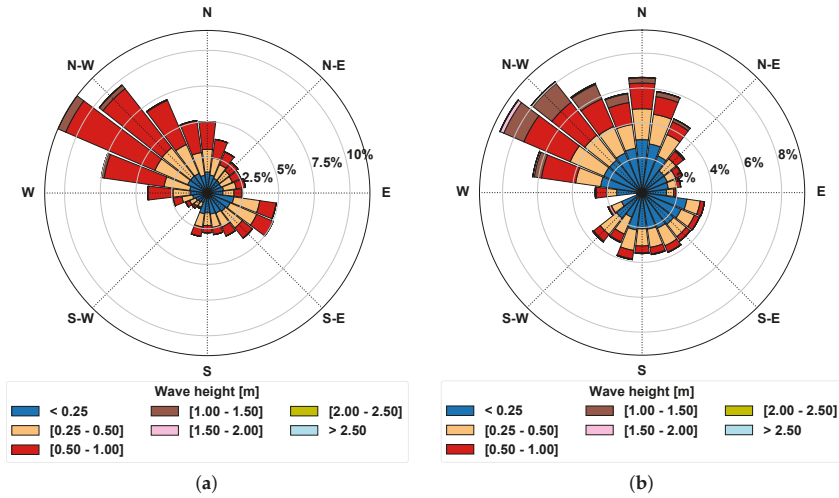 N
N-W
N-E
10%
7.5%
5%
2.5%
W
E
S-W
S-E
S
Wave height [m]
< 0.25
[1.00 - 1.50]
[2.00 - 2.50]
[0.25 - 0.50]
[1.50 - 2.00]
> 2.50
[0.50 - 1.00]
(a)
N
N-W
N-E
8%
6%
4%
2%
W
E
S-W
S-E
S
Wave height [m]
< 0.25
[1.00 - 1.50]
[2.00 - 2.50]
[0.25 - 0.50]
[1.50 - 2.00]
> 2.50
[0.50 - 1.00]
(b)